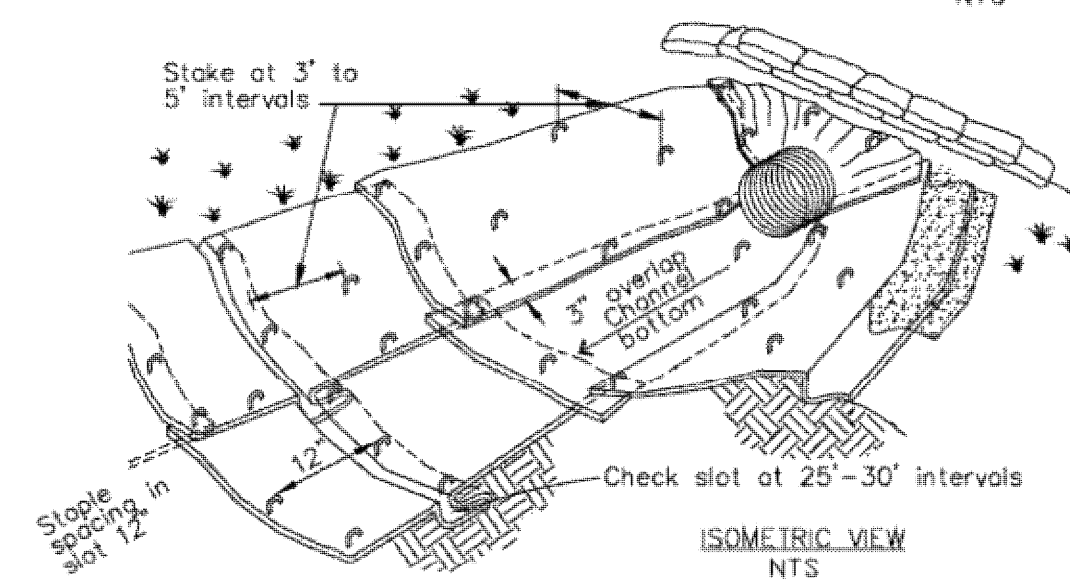 NTS
Stake at 3' to
5' intervals
3" overlap
Channel
bottom
12"
Staple
spacing in
slot 12"
Check slot at 25'-30' intervals
ISOMETRIC VIEW
NTS